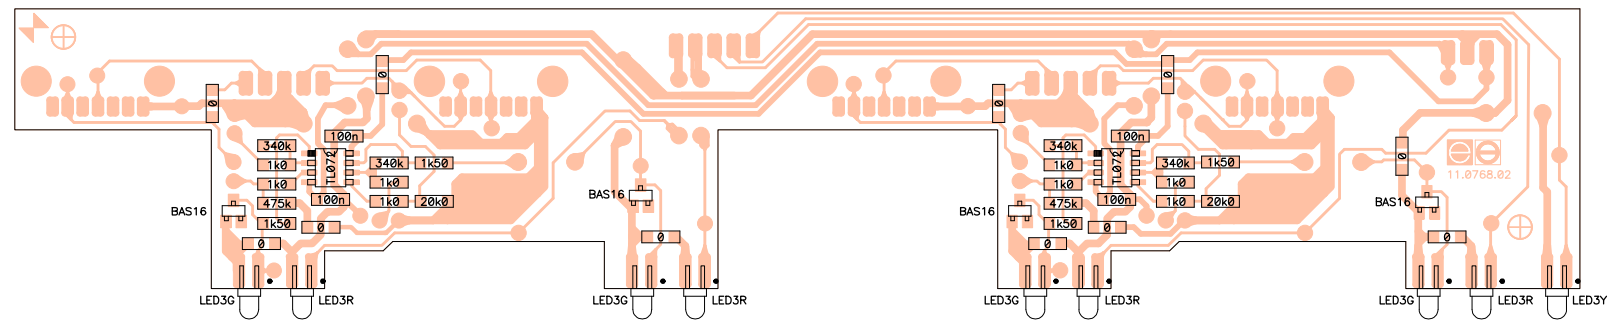 0 0
0 0
100n 100n
340k 340k
TL072 TL072
340k 1k50 340k 1k50
0
1k0 1k0
11.0768.02
1k0 1k0 1k0 1k0
BAS16
100n 100n
475k 1k0 20k0 475k 1k0 20k0
BAS16
BAS16 BAS16
1k50 1k50
0 0
0 0 0 0
LED3G LED3R LED3G LED3R LED3G LED3R LED3G LED3R LED3Y